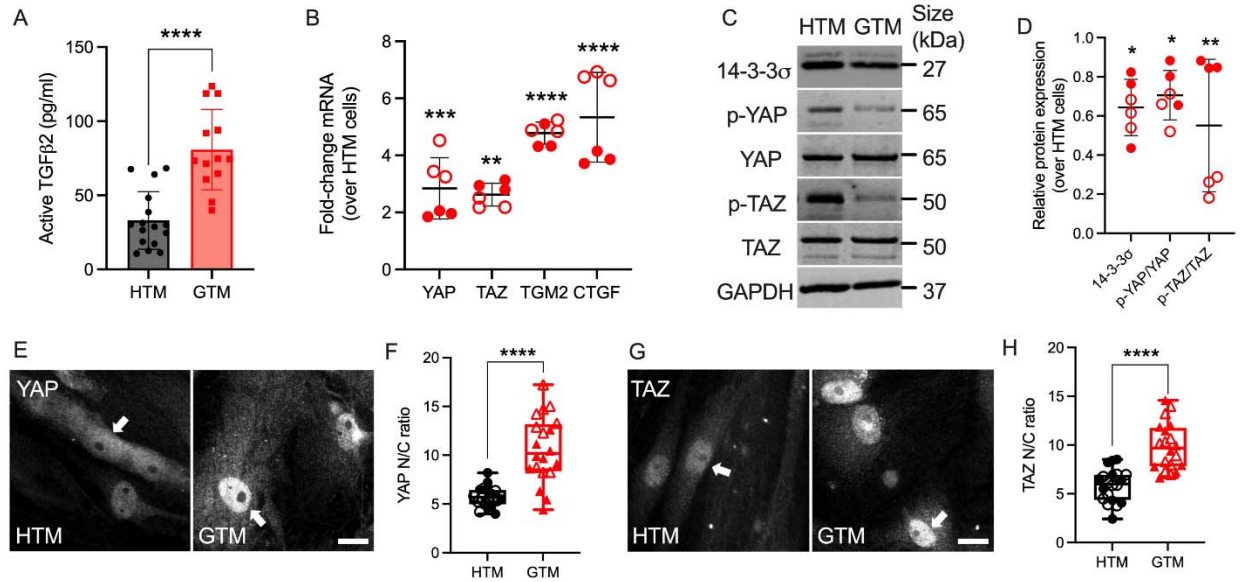 A
****
Active TGFβ2 (pg/ml)
150
100
50
0
HTM
GTM
B
Fold-change mRNA
(over HTM cells)
8
6
4
2
0
***
**
****
****
YAP
TAZ
TGM2
CTGF
C
HTM GTM
Size
(kDa)
14-3-3σ
27
p-YAP
65
YAP
65
p-TAZ
50
TAZ
50
GAPDH
37
D
Relative protein expression
(over HTM cells)
1.0
0.8
0.6
0.4
0.2
0.0
*
*
**
14-3-3σ
p-YAP/YAP
p-TAZ/TAZ
E
YAP
HTM
GTM
F
****
YAP N/C ratio
20
15
10
5
0
HTM
GTM
G
TAZ
HTM
GTM
H
****
TAZ N/C ratio
20
15
10
5
0
HTM
GTM